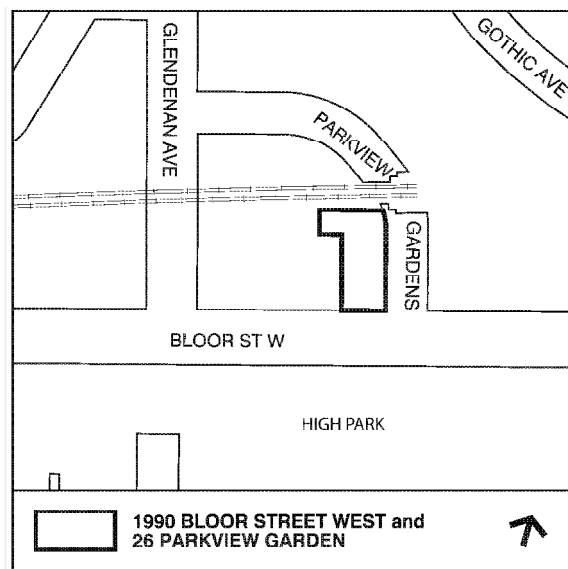 GLENDENAN AVE
GOTHIC AVE
PARKVIEW
GARDENS
BLOOR ST W
HIGH PARK
1990 BLOOR STREET WEST and
26 PARKVIEW GARDEN